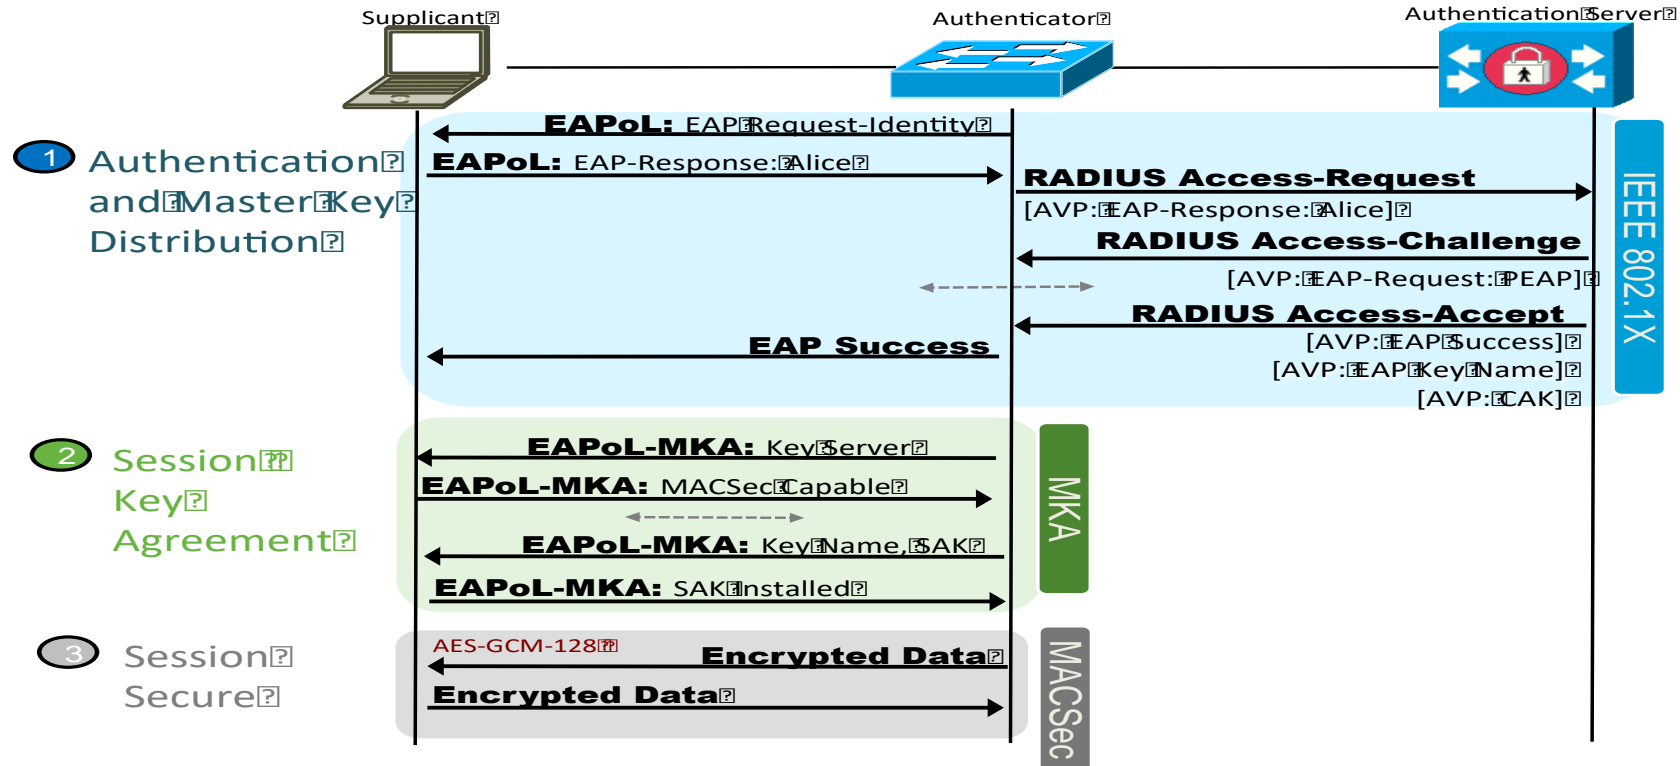 Supplicant
Authenticator
Authentication Server
1
Authentication
and Master Key
Distribution
EAPoL: EAP Request-Identity
EAPoL: EAP-Response: Alice
RADIUS Access-Request
[AVP: EAP-Response: Alice]
RADIUS Access-Challenge
[AVP: EAP-Request: PEAP]
RADIUS Access-Accept
[AVP: EAP Success]
[AVP: EAP Key Name]
[AVP: CAK]
EAP Success
IEEE 802.1X
2
Session
Key
Agreement
EAPoL-MKA: Key Server
EAPoL-MKA: MACSec Capable
EAPoL-MKA: Key Name, SAK
EAPoL-MKA: SAK Installed
MKA
3
Session
Secure
AES-GCM-128
Encrypted Data
Encrypted Data
MACSec